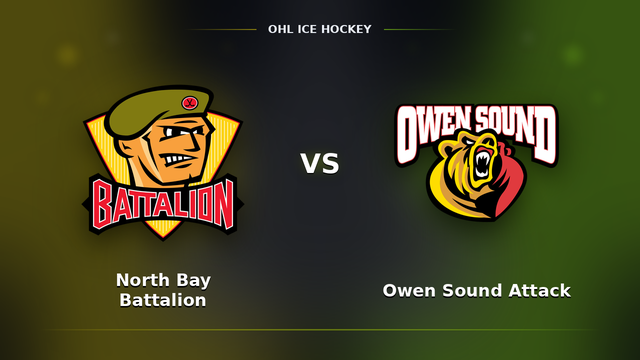 OHL ICE HOCKEY
BATTALION
VS
OWEN SOUND
North Bay
Battalion
Owen Sound Attack